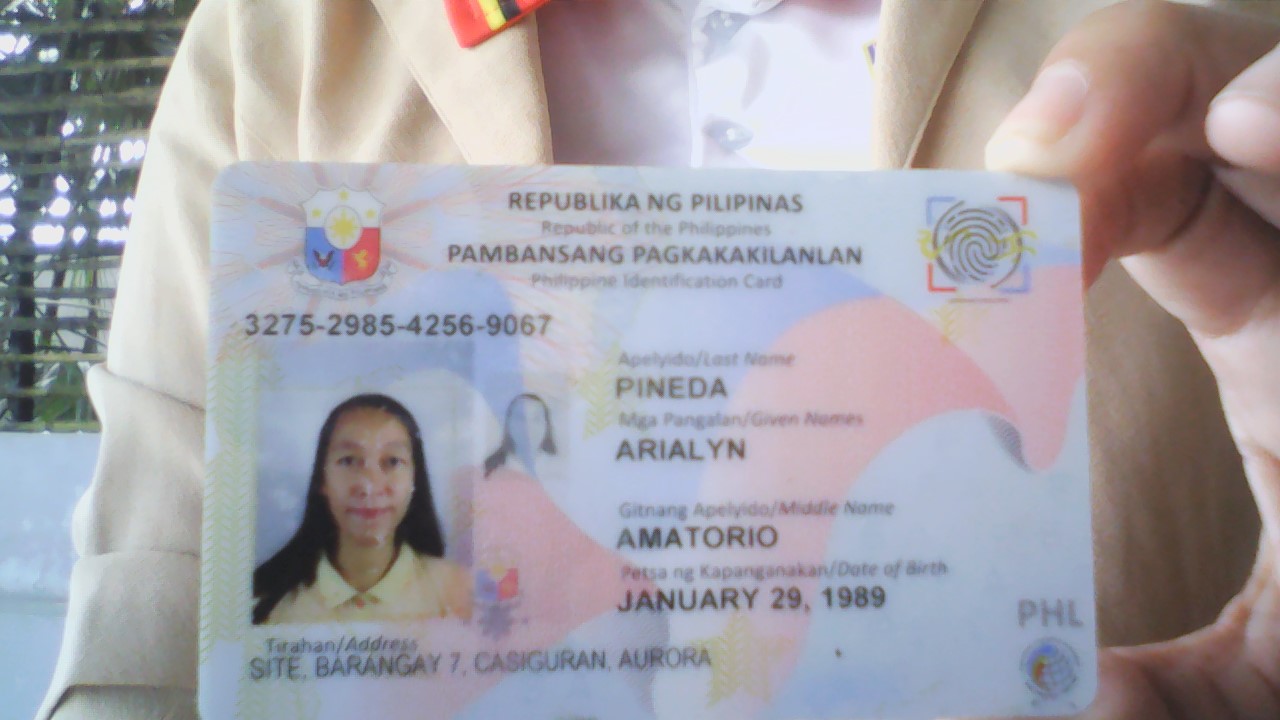 REPUBLIKA NG PILIPINAS
Republic of the Philippines
PAMBANSANG PAGKAKAKILANLAN
Philippine Identification Card
3275-2985-4256-9067
Apelyido/Last Name
PINEDA
Mga Pangalan/Given Names
ARIALYN
Gitnang Apelyido/Middle Name
AMATORIO
Petsa ng Kapanganakan/Date of Birth
JANUARY 29, 1989
PHL
Tirahan/Address
SITE, BARANGAY 7, CASIGURAN, AURORA